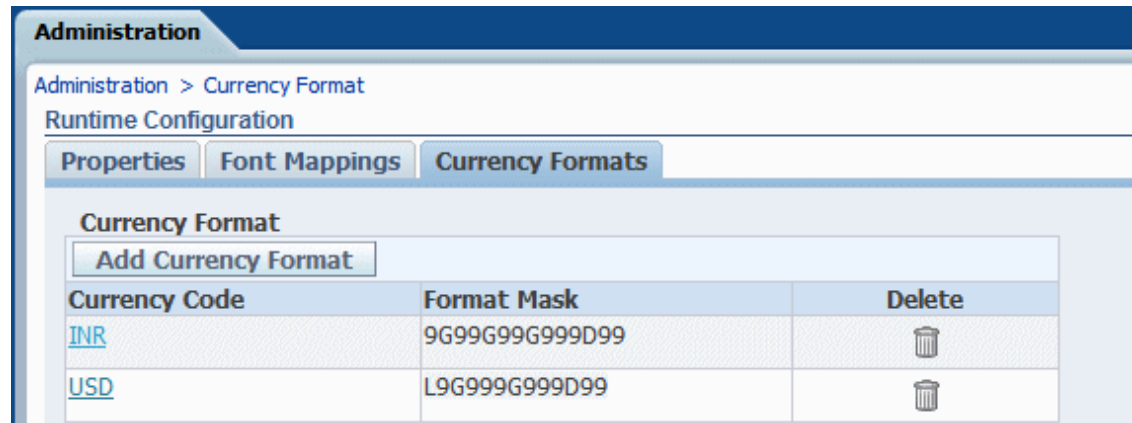 Administration
Administration > Currency Format
Runtime Configuration
Properties Font Mappings Currency Formats
Currency Format
Add Currency Format
Currency Code Format Mask Delete
INR 9G99G99G999D99
USD L9G999G999D99